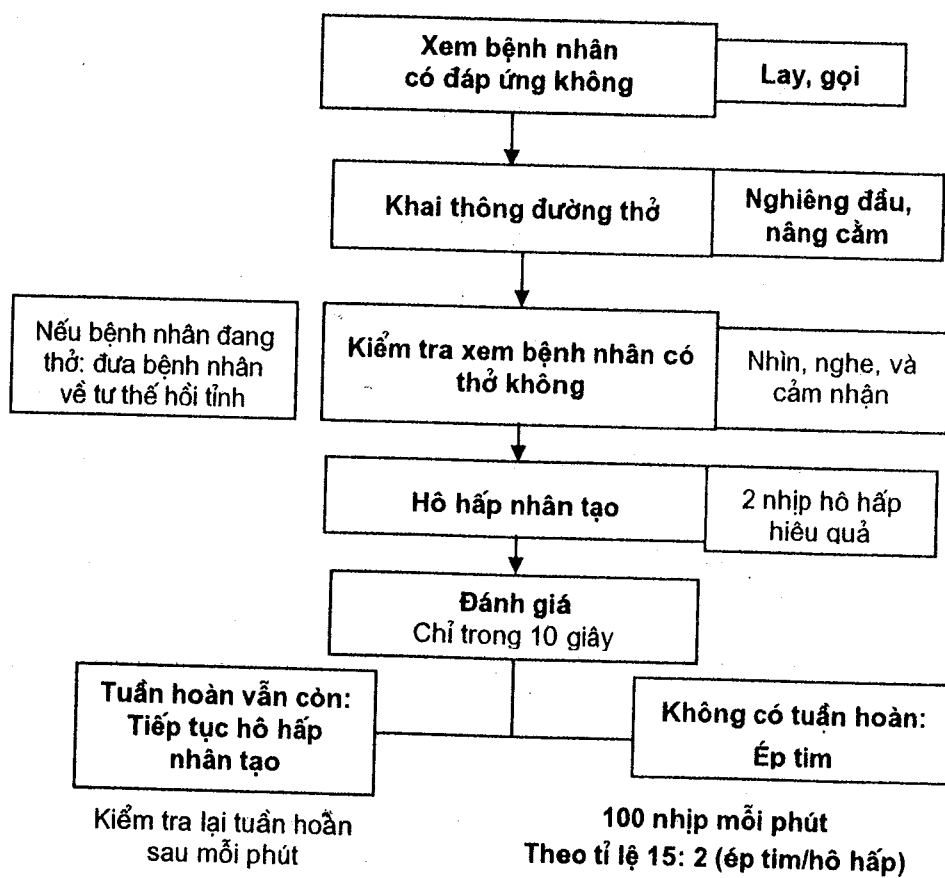 Xem bệnh nhân
có đáp ứng không
Lay, gọi
Khai thông đường thở
Nghiêng đầu,
nâng cằm
Nếu bệnh nhân đang
thở: đưa bệnh nhân
về tư thế hồi tỉnh
Kiểm tra xem bệnh nhân có
thở không
Nhìn, nghe, và
cảm nhận
Hô hấp nhân tạo
2 nhịp hô hấp
hiêu quả
Đánh giá
Chỉ trong 10 giây
Tuần hoàn vẫn còn:
Tiếp tục hô hấp
nhân tạo
Không có tuần hoàn:
Ép tim
Kiểm tra lại tuần hoần
sau mỗi phút
100 nhịp mỗi phút
Theo tỉ lệ 15: 2 (ép tim/hô hấp)